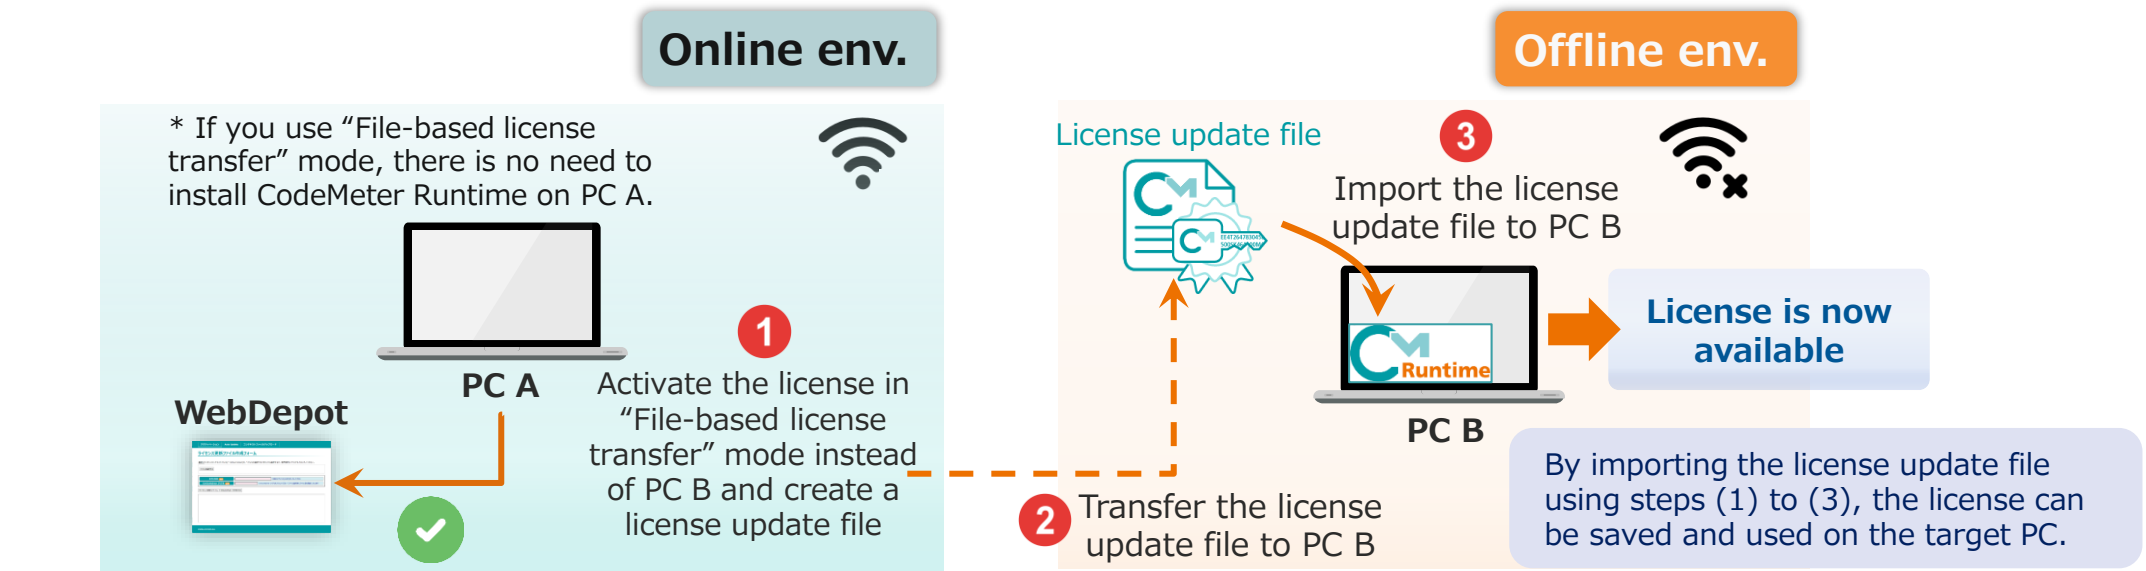 Online env.
Offline env.
* If you use “File-based license
transfer” mode, there is no need to
install CodeMeter Runtime on PC A.
PC A
WebDepot
1
Activate the license in
“File-based license
transfer” mode instead
of PC B and create a
license update file
2
Transfer the license
update file to PC B
License update file
CM
CM
3
Import the license
update file to PC B
CM
Runtime
PC B
License is now
available
By importing the license update file
using steps (1) to (3), the license can
be saved and used on the target PC.